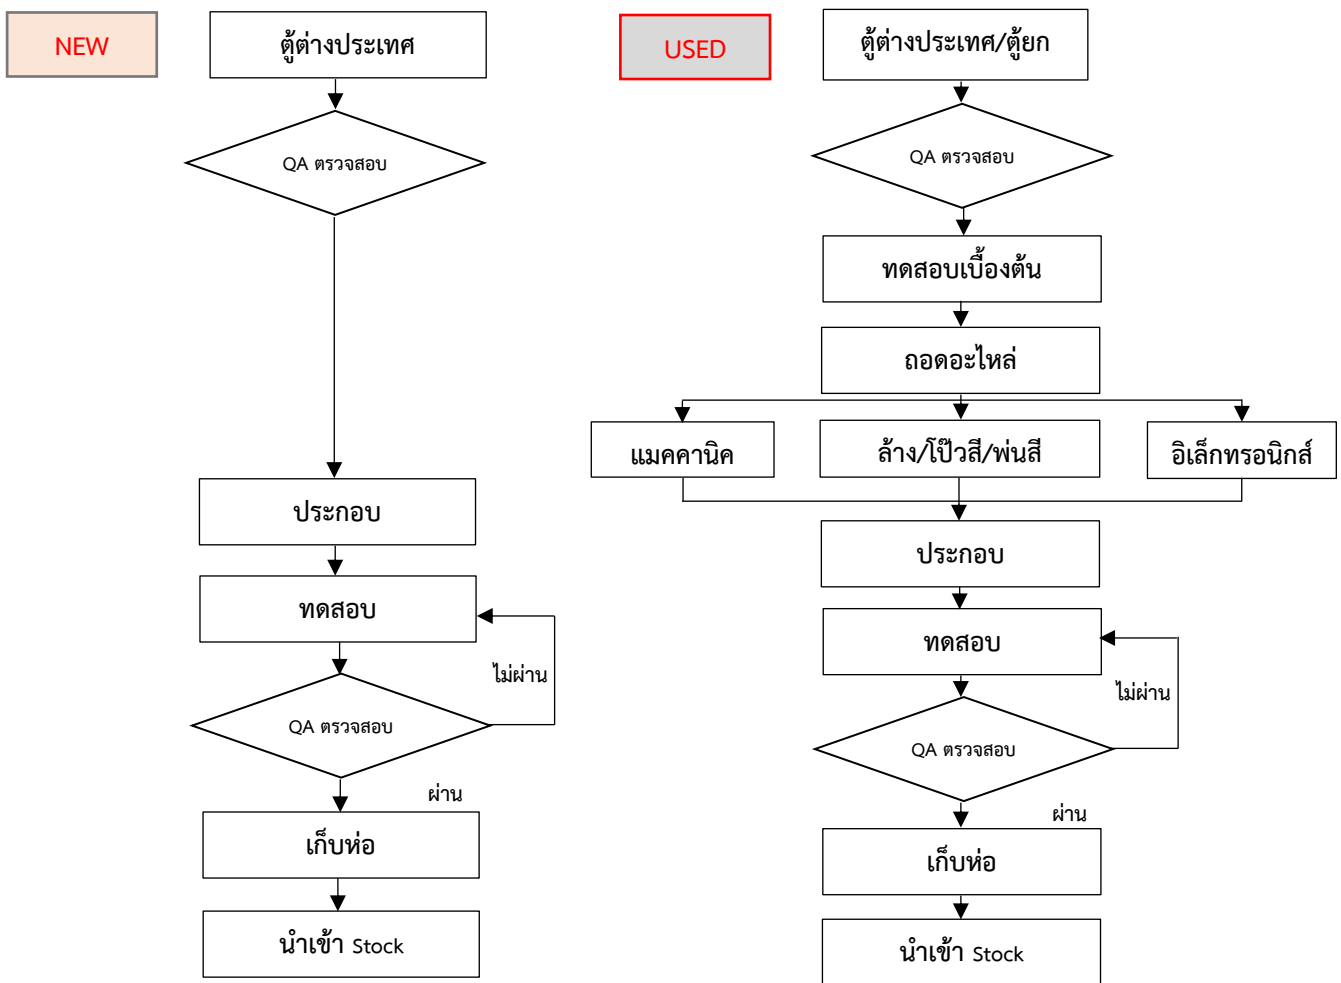 NEW
ตู้ต่างประเทศ
QA ตรวจสอบ
ประกอบ
ทดสอบ
ไม่ผ่าน
QA ตรวจสอบ
ผ่าน
เก็บห่อ
นำเข้า Stock
USED
ตู้ต่างประเทศ/ตู้ยก
QA ตรวจสอบ
ทดสอบเบื้องต้น
ถอดอะไหล่
แมคคานิค
ล้าง/โป๊วสี/พ่นสี
อิเล็กทรอนิกส์
ประกอบ
ทดสอบ
ไม่ผ่าน
QA ตรวจสอบ
ผ่าน
เก็บห่อ
นำเข้า Stock